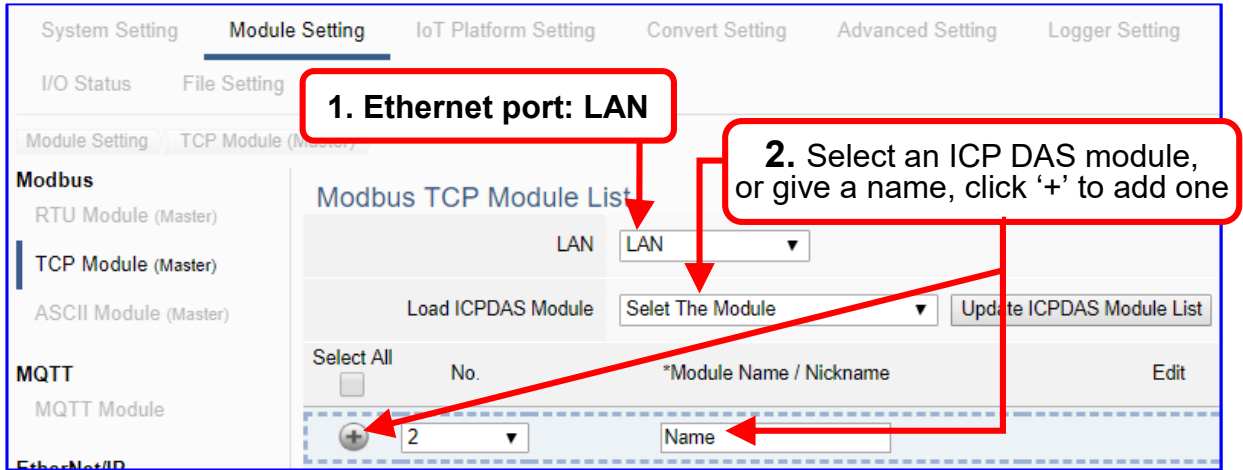 System Setting Module Setting IoT Platform Setting Convert Setting Advanced Setting Logger Setting
I/O Status File Setting
1. Ethernet port: LAN
Module Setting TCP Module (Master)
2. Select an ICP DAS module,
or give a name, click ‘+’ to add one
Modbus
RTU Module (Master)
TCP Module (Master)
ASCII Module (Master)
MQTT
MQTT Module
EtherNet/IP
Modbus TCP Module List
LAN LAN
Load ICPDAS Module Selet The Module Update ICPDAS Module List
Select All No. *Module Name / Nickname Edit
2 Name